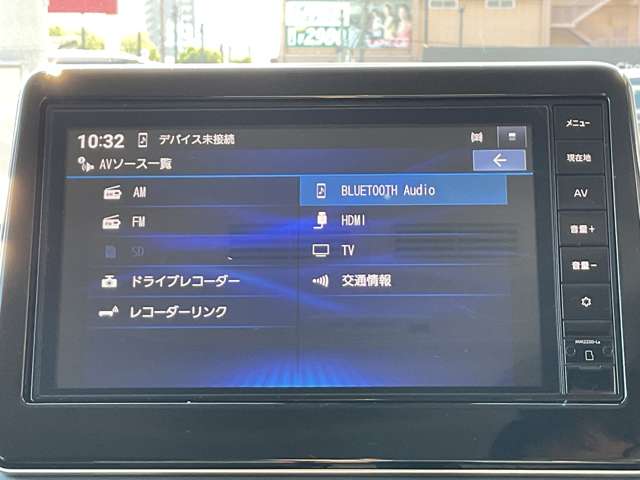 10:32 デバイス未接続
AVソース一覧
AM
FM
SD
ドライブレコーダー
レコーダーリンク
BLUETOOTH Audio
HDMI
TV
交通情報
メニュー
現在地
AV
音量+
音量-